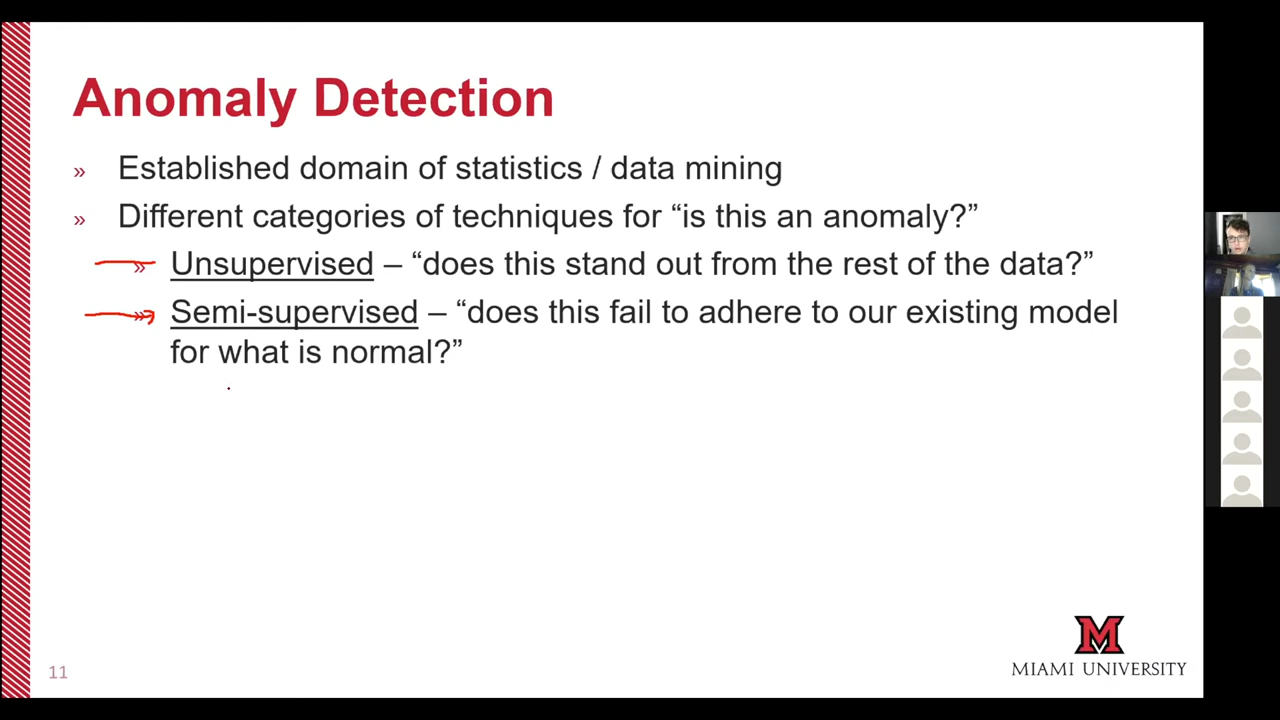 Anomaly Detection
» Established domain of statistics / data mining
» Different categories of techniques for “is this an anomaly?”
» Unsupervised – “does this stand out from the rest of the data?”
» Semi-supervised – “does this fail to adhere to our existing model
for what is normal?”
11
M
MIAMI UNIVERSITY